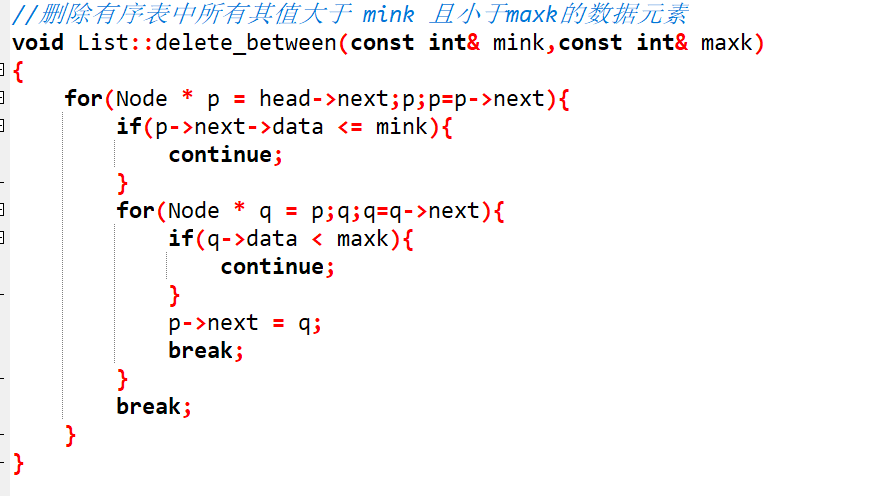 //删除有序表中所有其值大于 mink 且小于maxk的数据元素
void List::delete_between(const int& mink,const int& maxk)
{
    for(Node * p = head->next;p;p=p->next){
        if(p->next->data <= mink){
            continue;
        }
        for(Node * q = p;q;q=q->next){
            if(q->data < maxk){
                continue;
            }
            p->next = q;
            break;
        }
        break;
    }
}